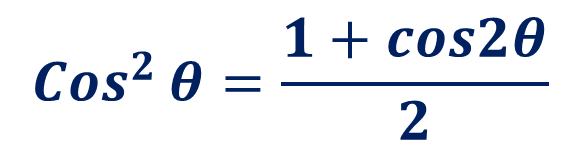 Cos² θ = (1 + cos2θ)/2